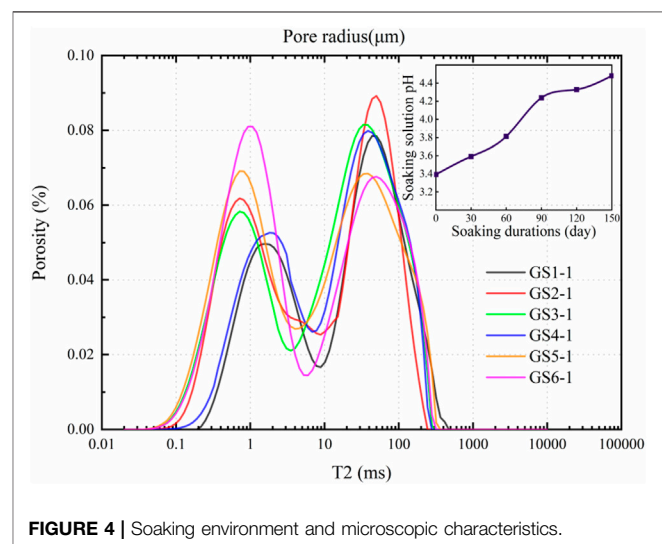 Pore radius(μm)
0.10
0.08
0.06
0.04
0.02
0.00
Porosity (%)
0.01
0.1
1
10
100
1000
10000
100000
T2 (ms)
4.4
4.2
4.0
3.8
3.6
3.4
3.2
Soaking solution pH
0
30
60
90
120
150
Soaking durations (day)
GS1-1
GS2-1
GS3-1
GS4-1
GS5-1
GS6-1
FIGURE 4 | Soaking environment and microscopic characteristics.